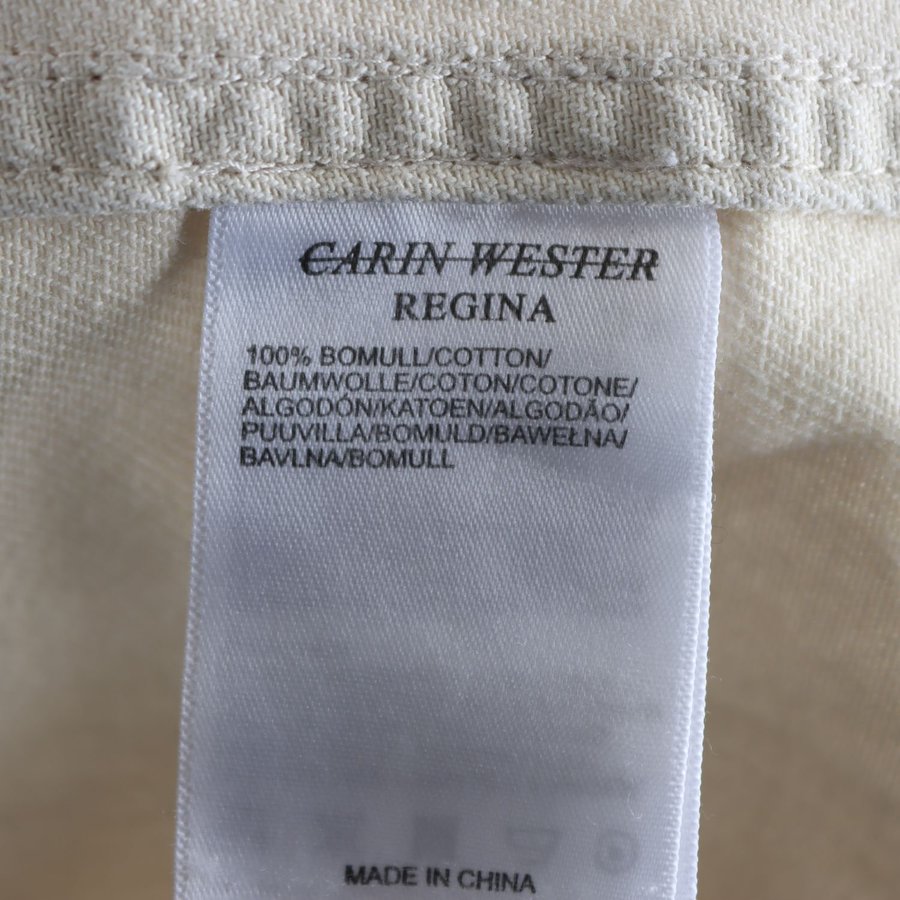 CARIN WESTER
REGINA
100% BOMULL/COTTON/
BAUMWOLLE/COTON/COTONE/
ALGODÓN/KATOEN/ALGODÃO/
PUUVILLA/BOMULD/BAWEŁNA/
BAVLNA/BOMULL
MADE IN CHINA